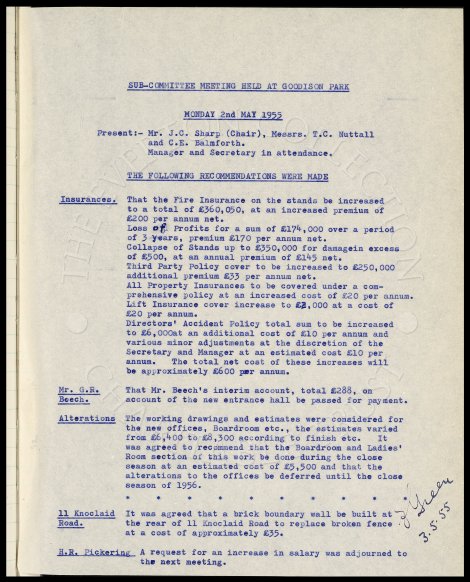 SUB-COMMITTEE MEETING HELD AT GOODISON PARK
MONDAY 2nd MAY 1955
Present:- Mr. J.C. Sharp (Chair), Messrs. T.C. Nuttall
and C.E. Balmforth.
Manager and Secretary in attendance.
THE FOLLOWING RECOMMENDATIONS WERE MADE
Insurances. That the Fire Insurance on the stands be increased
to a total of £360,050, at an increased premium of
£200 per annum net.
Loss of Profits for a sum of £174,000 over a period
of 3 years, premium £170 per annum net.
Collapse of Stands up to £350,000 for damagein excess
of £500, at an annual premium of £145 net.
Third Party Policy cover to be increased to £250,000
additional premium £33 per annum net.
All Property Insurances to be covered under a com-
prehensive policy at an increased cost of £20 per annum.
Lift Insurance cover increase to £2,000 at a cost of
£20 per annum.
Directors' Accident Policy total sum to be increased
to £6,000at an additional cost of £10 per annum and
various minor adjustments at the discretion of the
Secretary and Manager at an estimated cost £10 per
annum. The total net cost of these increases will
be approximately £600 per annum.
Mr. G.R. That Mr. Beech's interim account, total £288, on
Beech. account of the new entrance hall be passed for payment.
Alterations The working drawings and estimates were considered for
the new offices, Boardroom etc., the estimates varied
from £6,400 to £8,300 according to finish etc. It
was agreed to recommend that the Boardroom and Ladies'
Room section of this work be done during the close
season at an estimated cost of £5,500 and that the
alterations to the offices be deferred until the close
season of 1956.
* * * * * * * * *
11 Knoclaid It was agreed that a brick boundary wall be built at
Road. the rear of 11 Knoclaid Road to replace broken fence
at a cost of approximately £35.
H.R. Pickering A request for an increase in salary was adjourned to
the next meeting.
Green
3.5.55